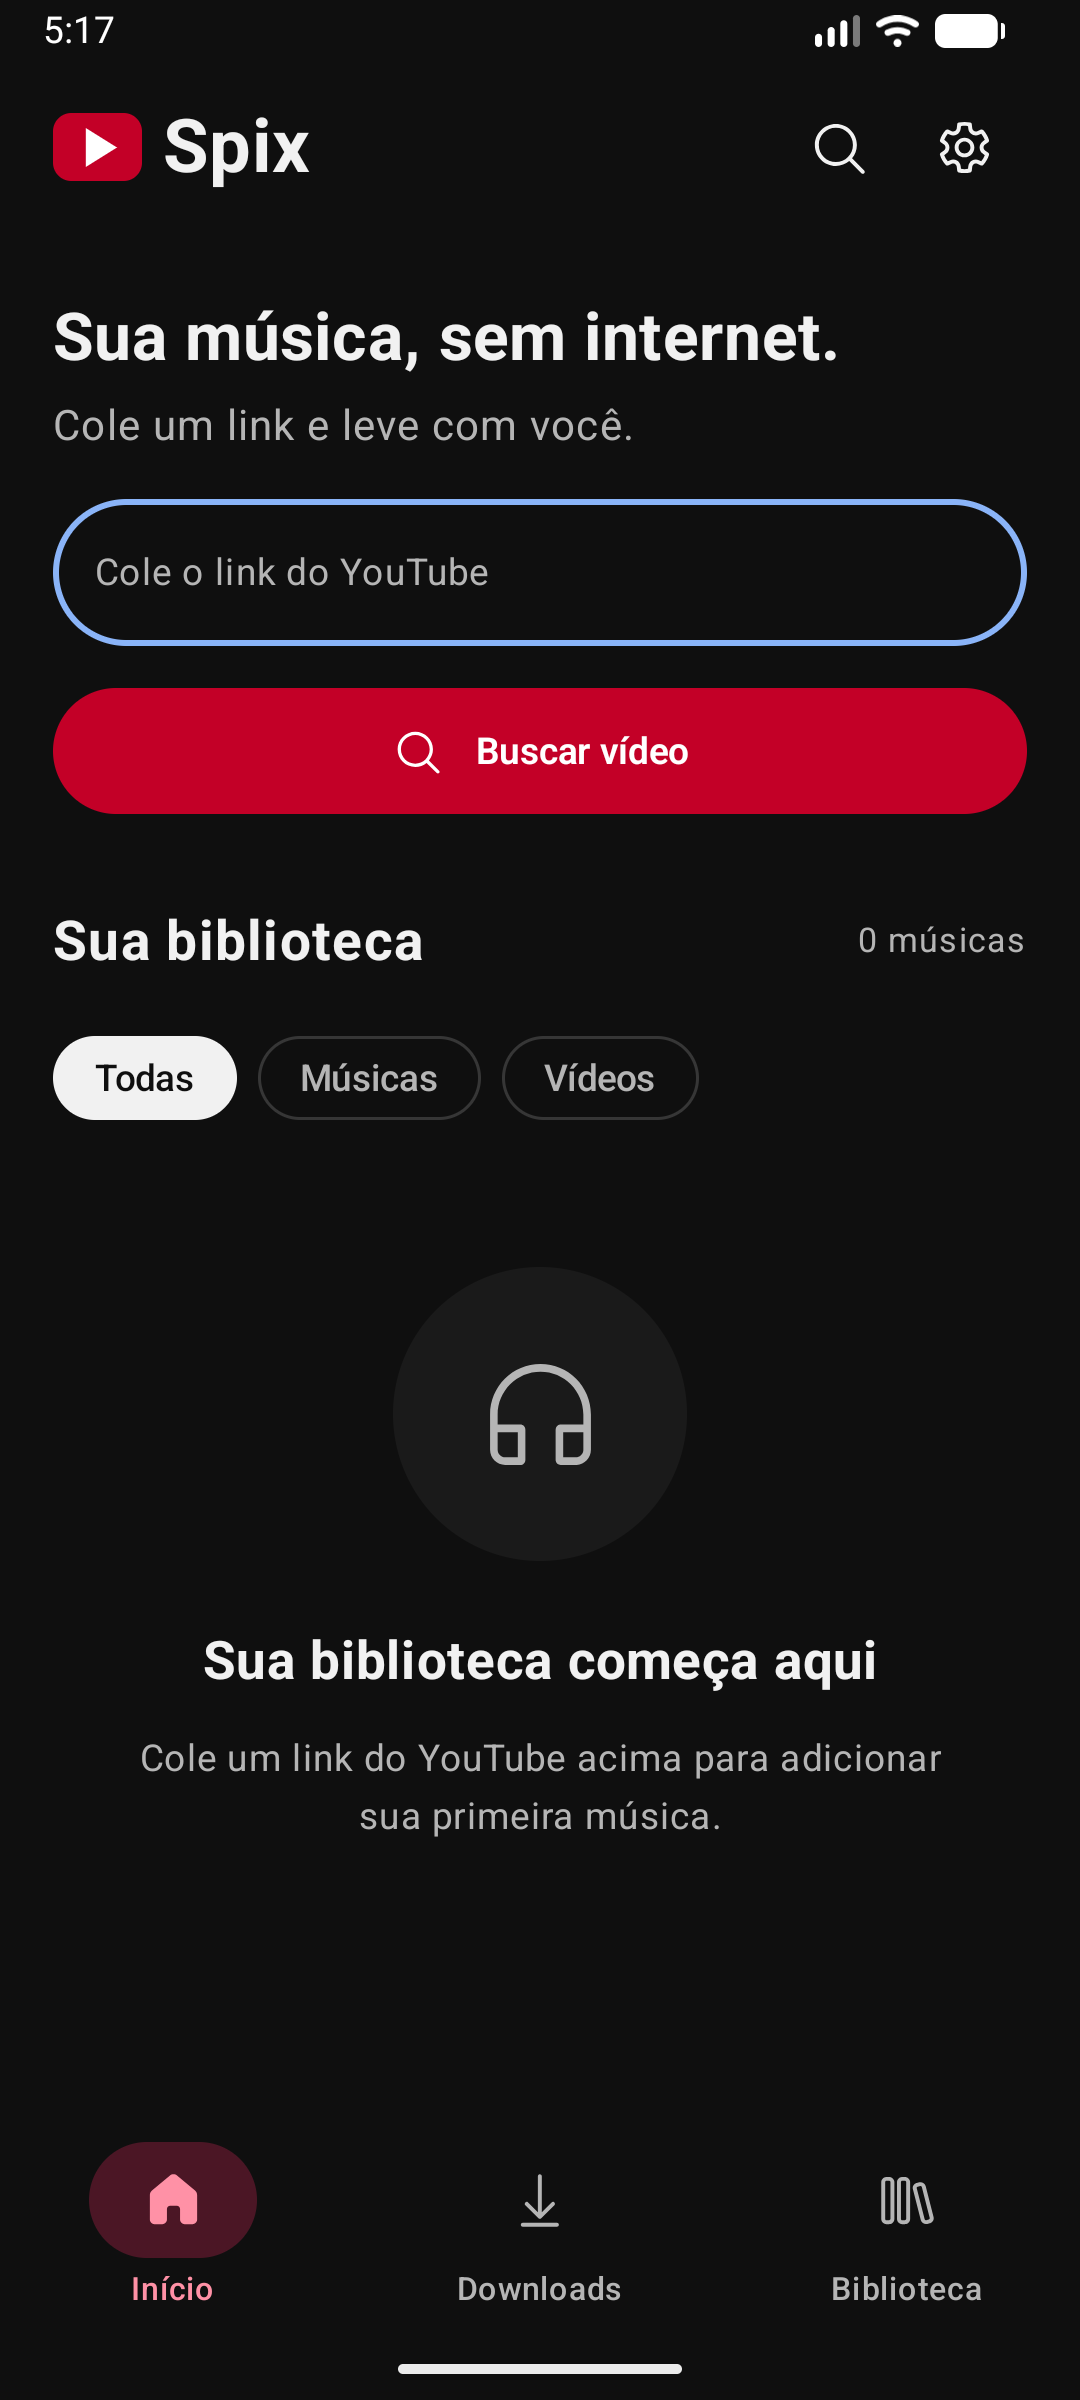 5:17
Spix
Sua música, sem internet.
Cole um link e leve com você.
Cole o link do YouTube
Buscar vídeo
Sua biblioteca
0 músicas
Todas
Músicas
Vídeos
Sua biblioteca começa aqui
Cole um link do YouTube acima para adicionar
sua primeira música.
Início
Downloads
Biblioteca